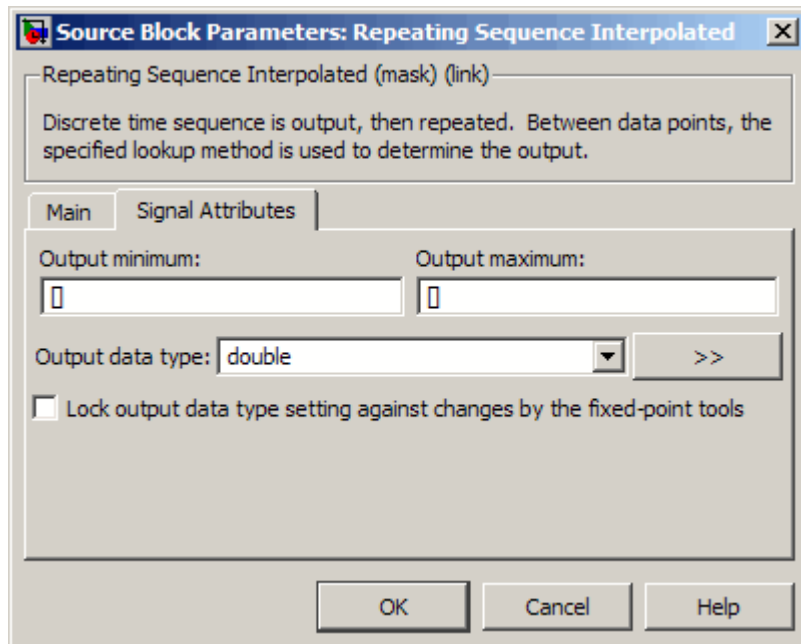 Source Block Parameters: Repeating Sequence Interpolated
Repeating Sequence Interpolated (mask) (link)
Discrete time sequence is output, then repeated. Between data points, the
specified lookup method is used to determine the output.
Main Signal Attributes
Output minimum: Output maximum:
[] []
Output data type: double >>
Lock output data type setting against changes by the fixed-point tools
OK Cancel Help